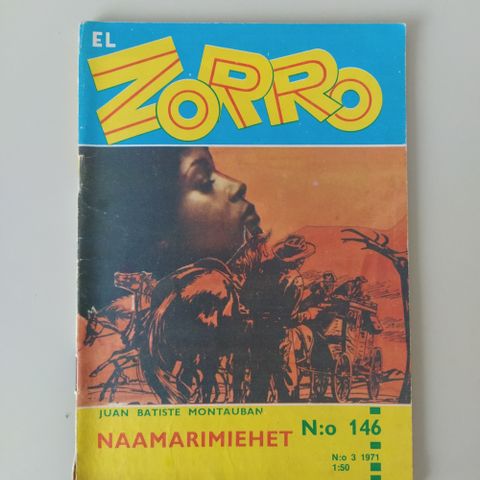 EL
ZORRO
JUAN BATISTE MONTAUBAN
NAAMARIMIEHET
N:o 146
N:o 3 1971
1:50